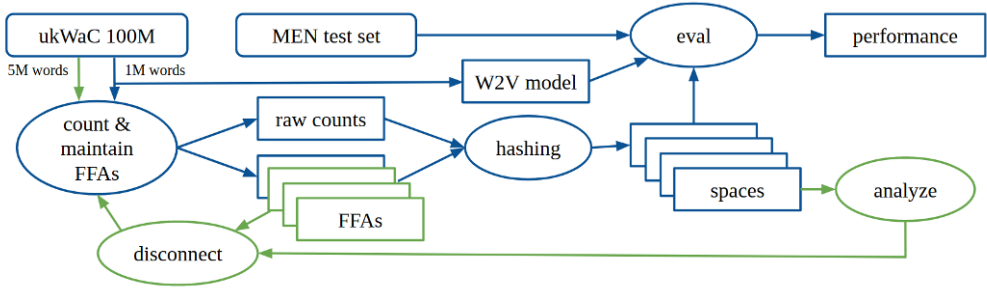 ukWaC 100M
MEN test set
eval
performance
5M words
1M words
W2V model
count &
maintain
FFAs
raw counts
hashing
spaces
analyze
FFAs
disconnect